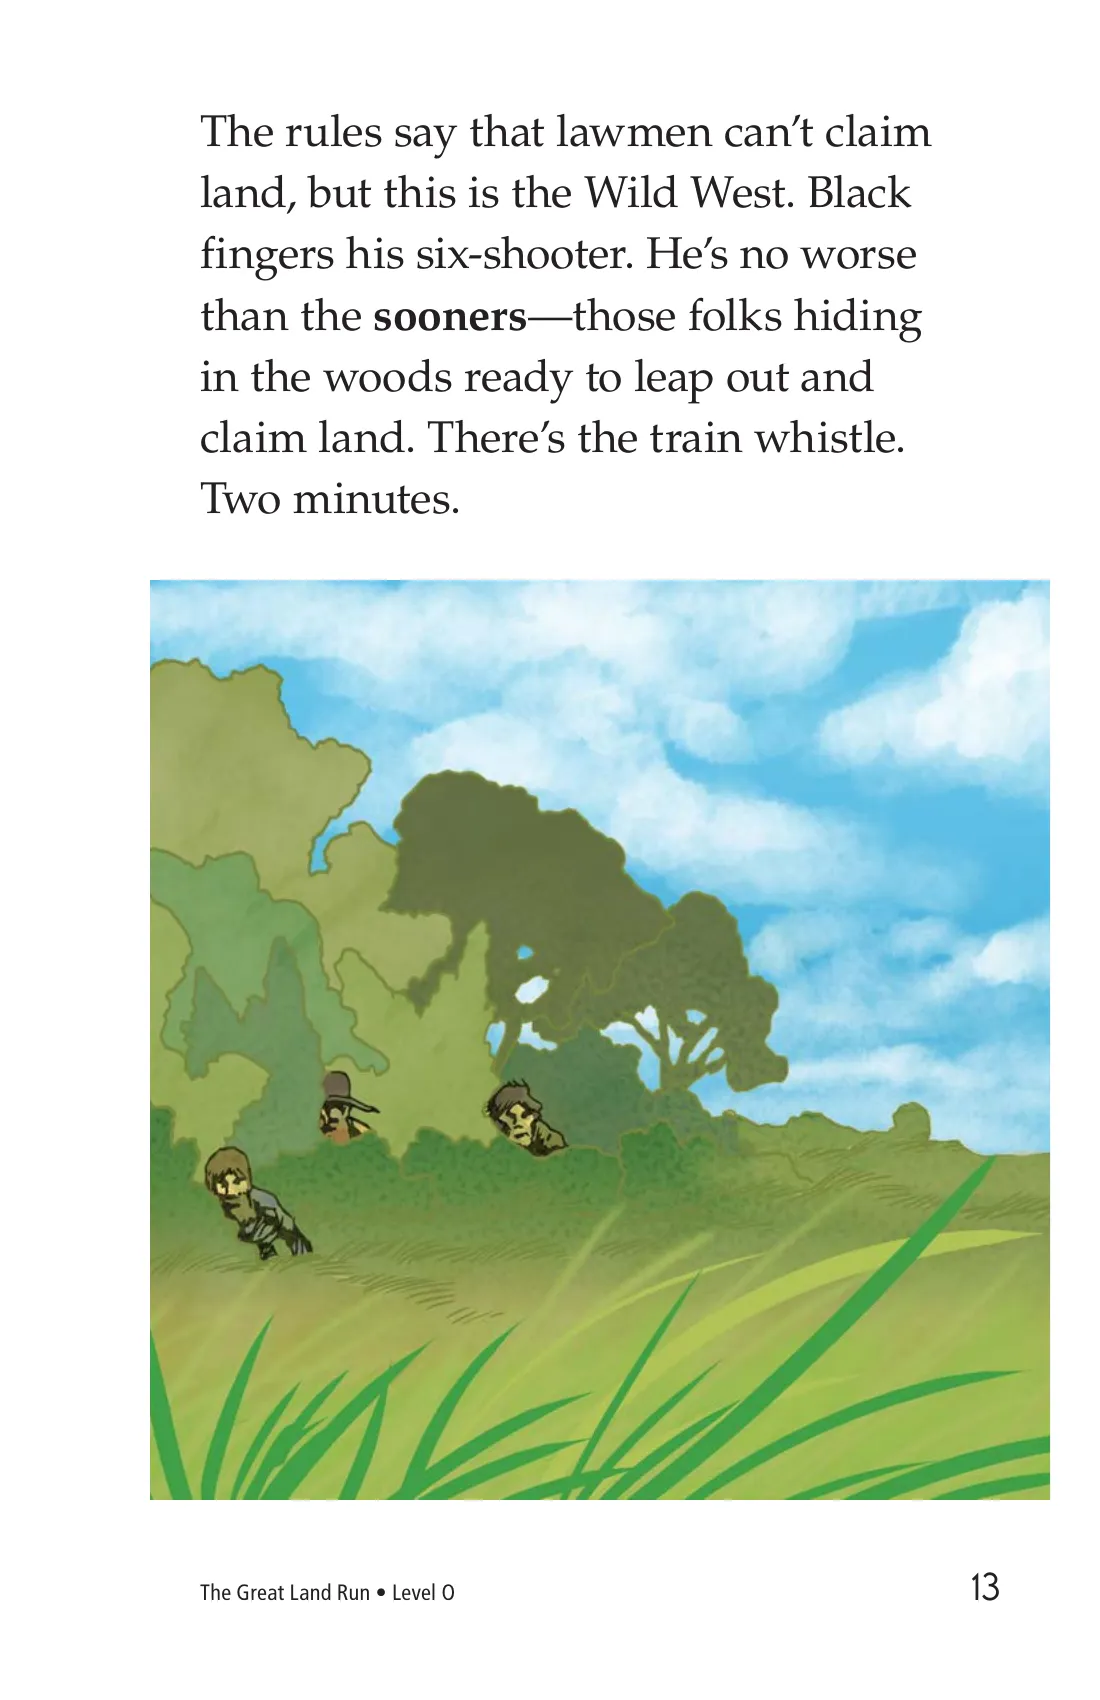 The rules say that lawmen can’t claim
land, but this is the Wild West. Black
fingers his six-shooter. He’s no worse
than the sooners—those folks hiding
in the woods ready to leap out and
claim land. There’s the train whistle.
Two minutes.
The Great Land Run • Level O
13